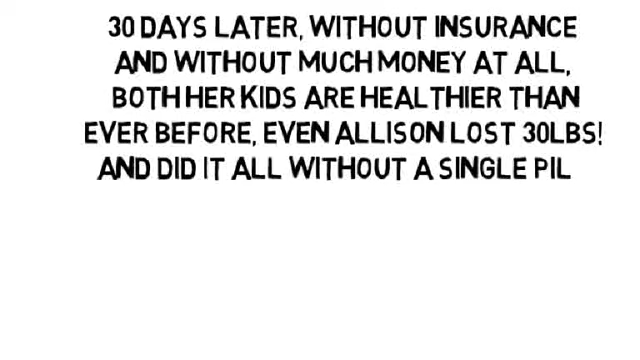 30 DAYS LATER, WITHOUT INSURANCE
AND WITHOUT MUCH MONEY AT ALL,
BOTH HER KIDS ARE HEALTHIER THAN
EVER BEFORE, EVEN ALLISON LOST 30LBS!
AND DID IT ALL WITHOUT A SINGLE PIL